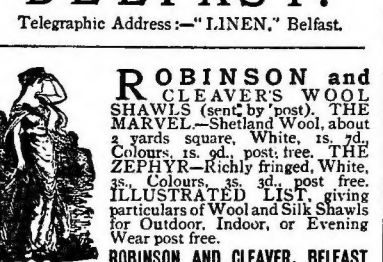 BELFAST.
Telegraphic Address:—"LINEN," Belfast.
ROBINSON and
CLEAVER'S WOOL
SHAWLS (sent by post). THE
MARVEL.—Shetland Wool, about
2 yards square, White, 1s. 7d.,
Colours, 1s. 9d., post free. THE
ZEPHYR—Richly fringed, White,
3s., Colours, 3s. 3d., post free.
ILLUSTRATED LIST, giving
particulars of Wool and Silk Shawls
for Outdoor, Indoor, or Evening
Wear post free.
ROBINSON AND CLEAVER, BELFAST